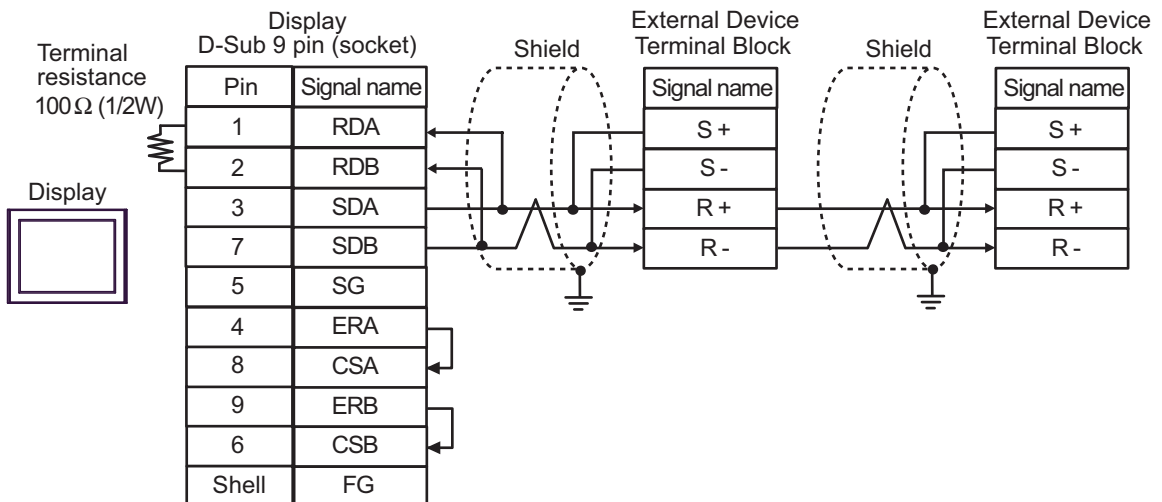 Display
D-Sub 9 pin (socket)
Terminal
resistance
100Ω (1/2W)
Display
Pin Signal name
1 RDA
2 RDB
3 SDA
7 SDB
5 SG
4 ERA
8 CSA
9 ERB
6 CSB
Shell FG
Shield
External Device
Terminal Block
Signal name
S +
S -
R +
R -
Shield
External Device
Terminal Block
Signal name
S +
S -
R +
R -